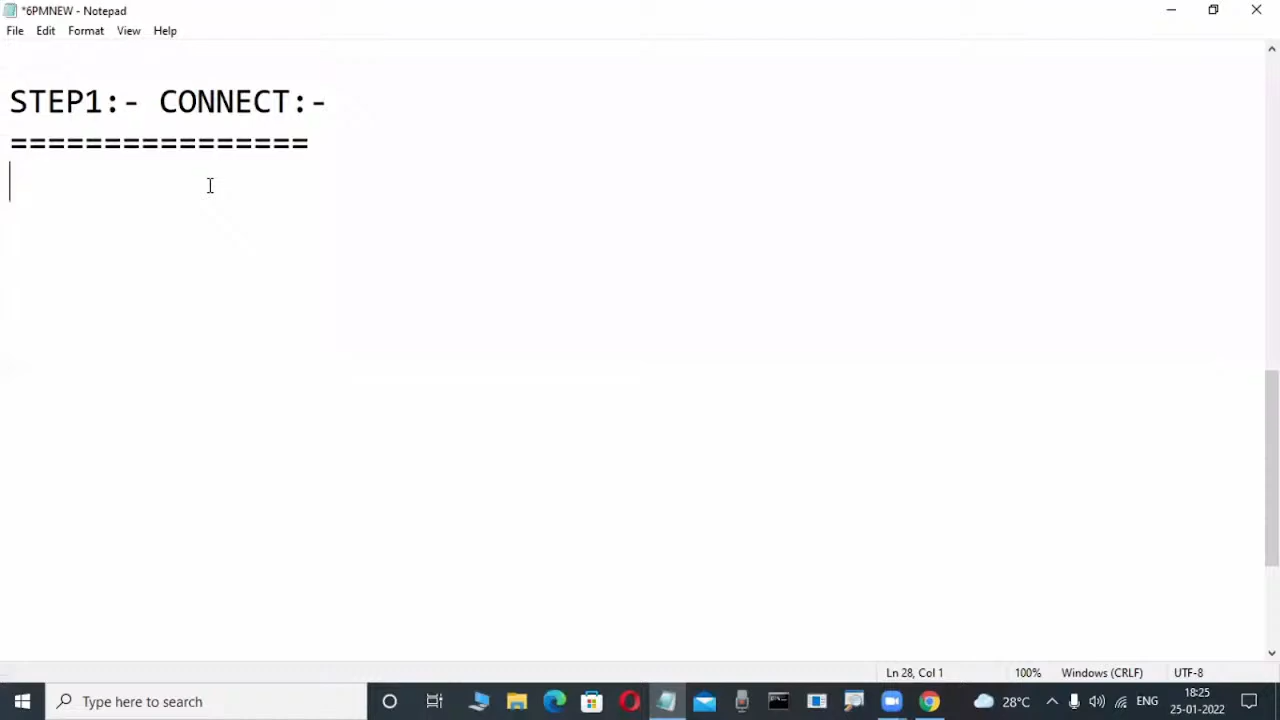 *6PMNEW - Notepad
File Edit Format View Help
STEP1:- CONNECT:-
================
Ln 28, Col 1 100% Windows (CRLF) UTF-8
Type here to search
28°C ENG 18:25
25-01-2022